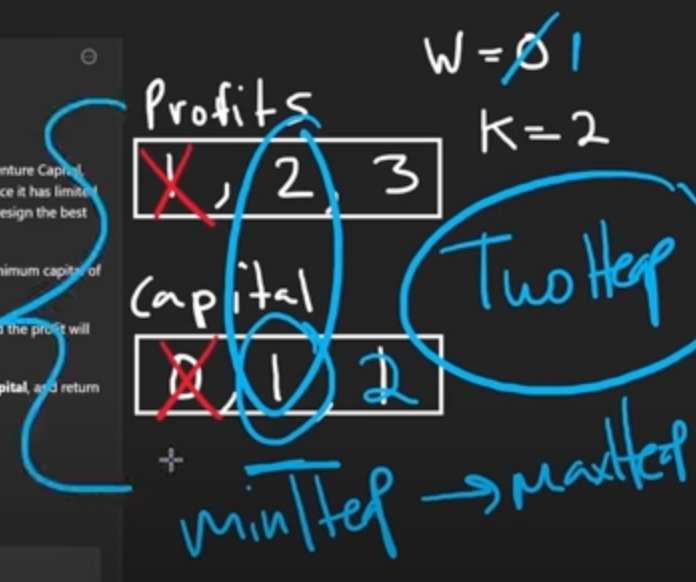 W = 0 1
K = 2
Profits
1, 2, 3
Capital
0, 1, 2
Two Heap
minHeap → maxHeap
enture Capital,
ce it has limited
esign the best
nimum capital of
d the profit will
pital, and return